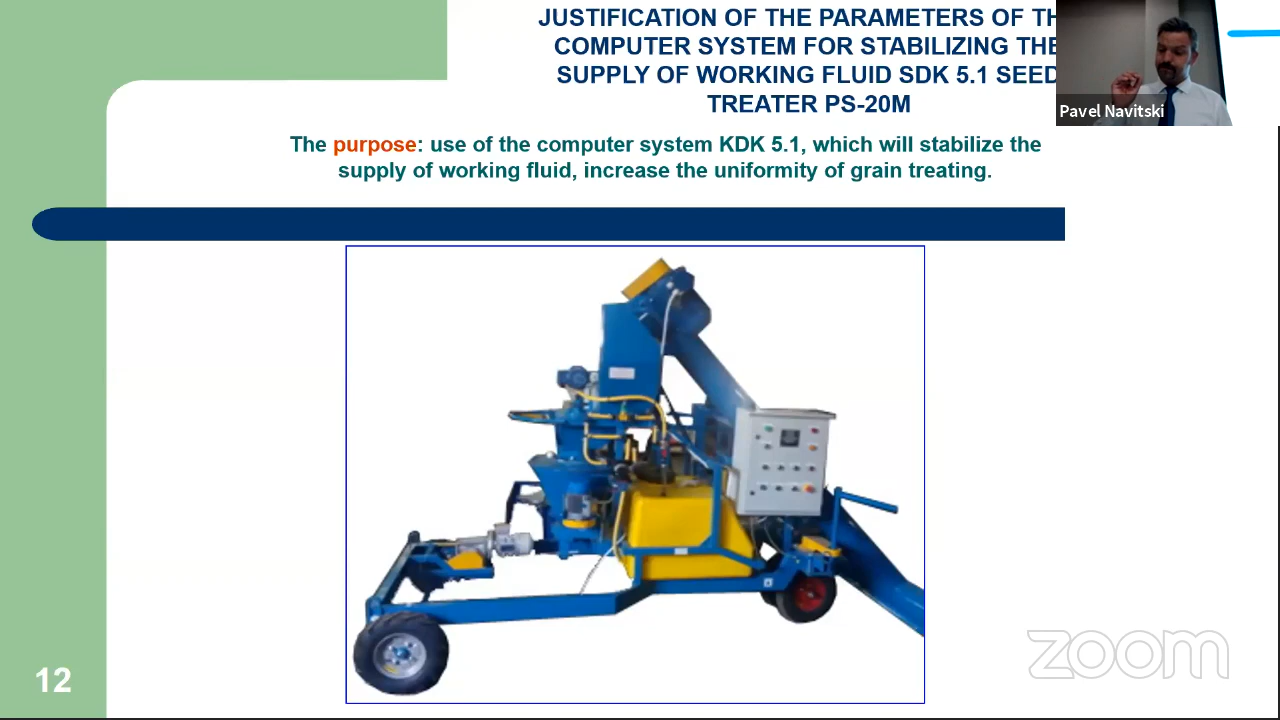 JUSTIFICATION OF THE PARAMETERS OF TH
COMPUTER SYSTEM FOR STABILIZING THE
SUPPLY OF WORKING FLUID SDK 5.1 SEED
TREATER PS-20M
Pavel Navitski
The purpose: use of the computer system KDK 5.1, which will stabilize the
supply of working fluid, increase the uniformity of grain treating.
12
zoom